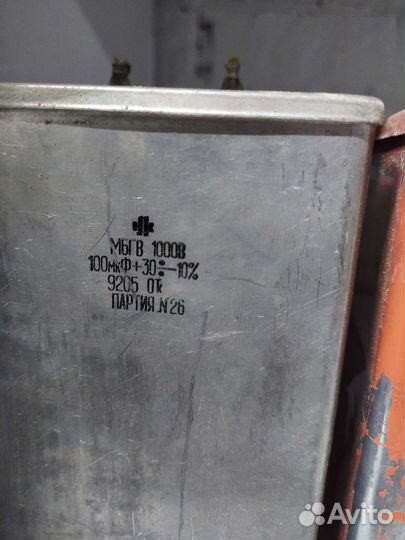 МБГВ 1000В
100мкФ+30÷-10%
9205 ОТК
ПАРТИЯ №26
Avito